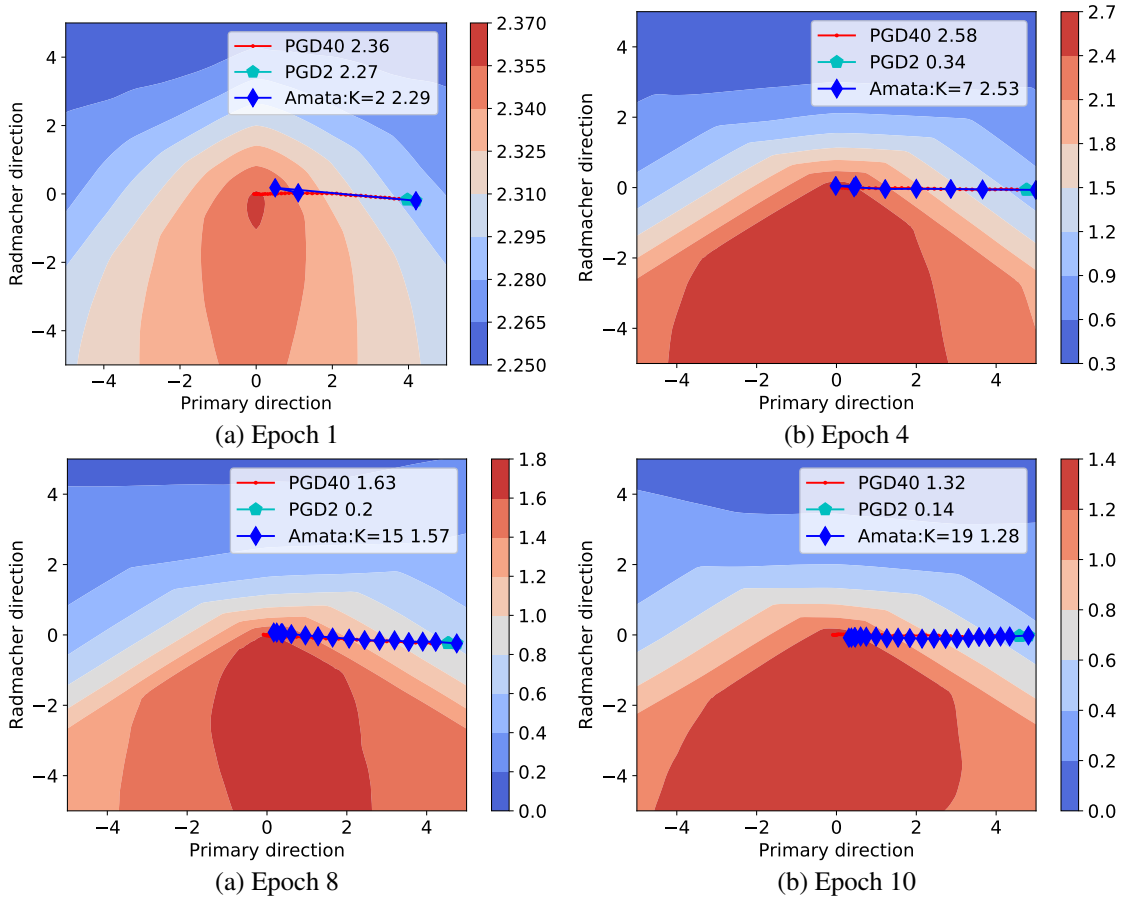 PGD40 2.36
PGD2 2.27
Amata:K=2 2.29
4
2
0
−2
−4
−4 −2 0 2 4
Radmacher direction
Primary direction
2.370
2.355
2.340
2.325
2.310
2.295
2.280
2.265
2.250
(a) Epoch 1
PGD40 2.58
PGD2 0.34
Amata:K=7 2.53
4
2
0
−2
−4
−4 −2 0 2 4
Radmacher direction
Primary direction
2.7
2.4
2.1
1.8
1.5
1.2
0.9
0.6
0.3
(b) Epoch 4
PGD40 1.63
PGD2 0.2
Amata:K=15 1.57
4
2
0
−2
−4
−4 −2 0 2 4
Radmacher direction
Primary direction
1.8
1.6
1.4
1.2
1.0
0.8
0.6
0.4
0.2
0.0
(a) Epoch 8
PGD40 1.32
PGD2 0.14
Amata:K=19 1.28
4
2
0
−2
−4
−4 −2 0 2 4
Radmacher direction
Primary direction
1.4
1.2
1.0
0.8
0.6
0.4
0.2
0.0
(b) Epoch 10